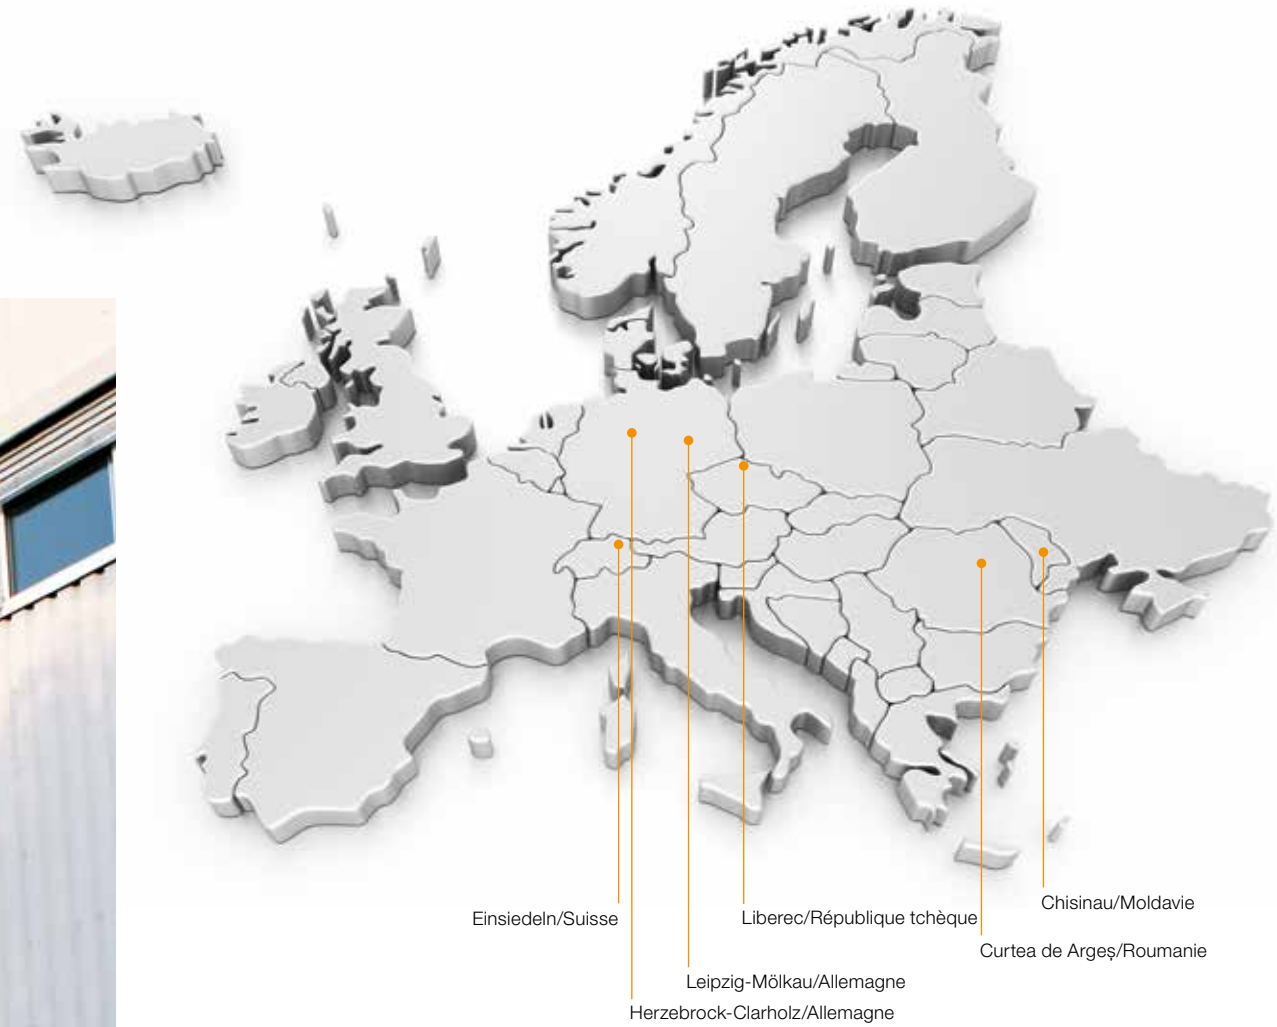 Chisinau/Moldavie
Einsiedeln/Suisse
Liberec/République tchèque
Curtea de Argeș/Roumanie
Leipzig-Mölkau/Allemagne
Herzebrock-Clarholz/Allemagne